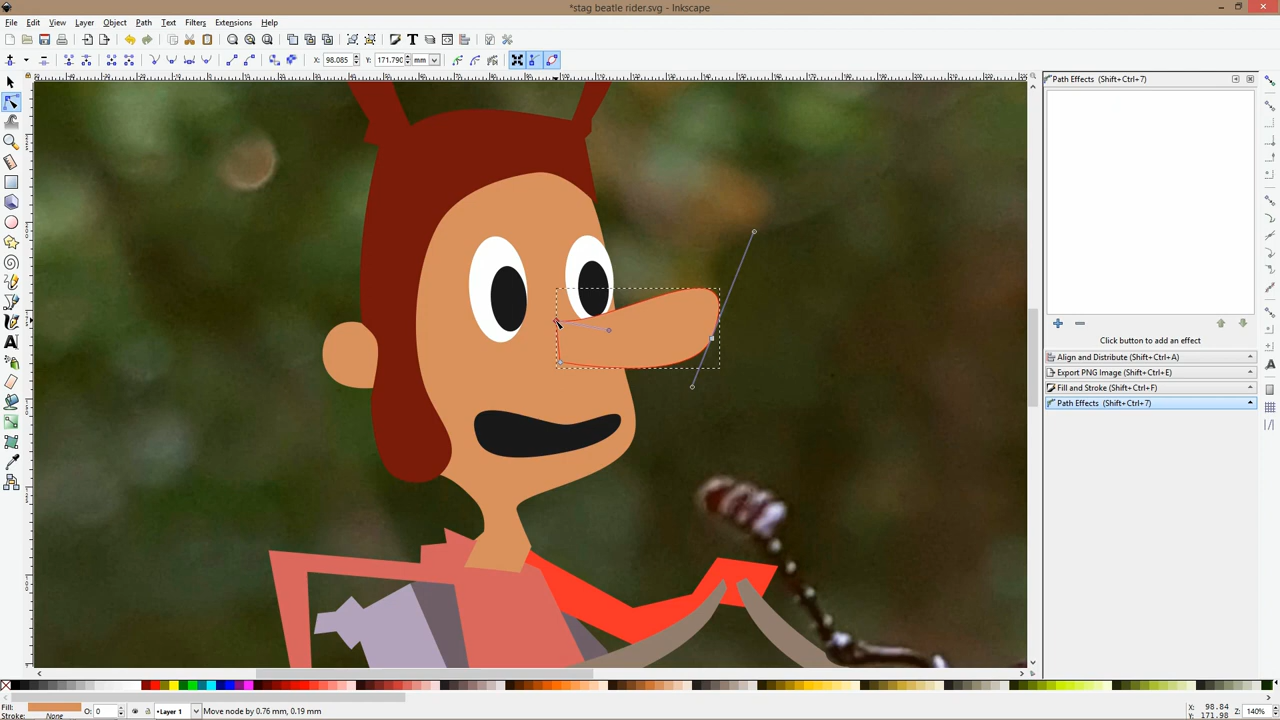 *stag beatle rider.svg - Inkscape
File Edit View Layer Object Path Text Filters Extensions Help
X: 98.085 Y: 171.790 mm
Path Effects (Shift+Ctrl+7)
Click button to add an effect
Align and Distribute (Shift+Ctrl+A)
Export PNG Image (Shift+Ctrl+E)
Fill and Stroke (Shift+Ctrl+F)
Path Effects (Shift+Ctrl+7)
Fill:
Stroke: None
O: 0
Layer 1
Move node by 0.76 mm, 0.19 mm
X: 98.84
Y: 171.98
Z: 140%